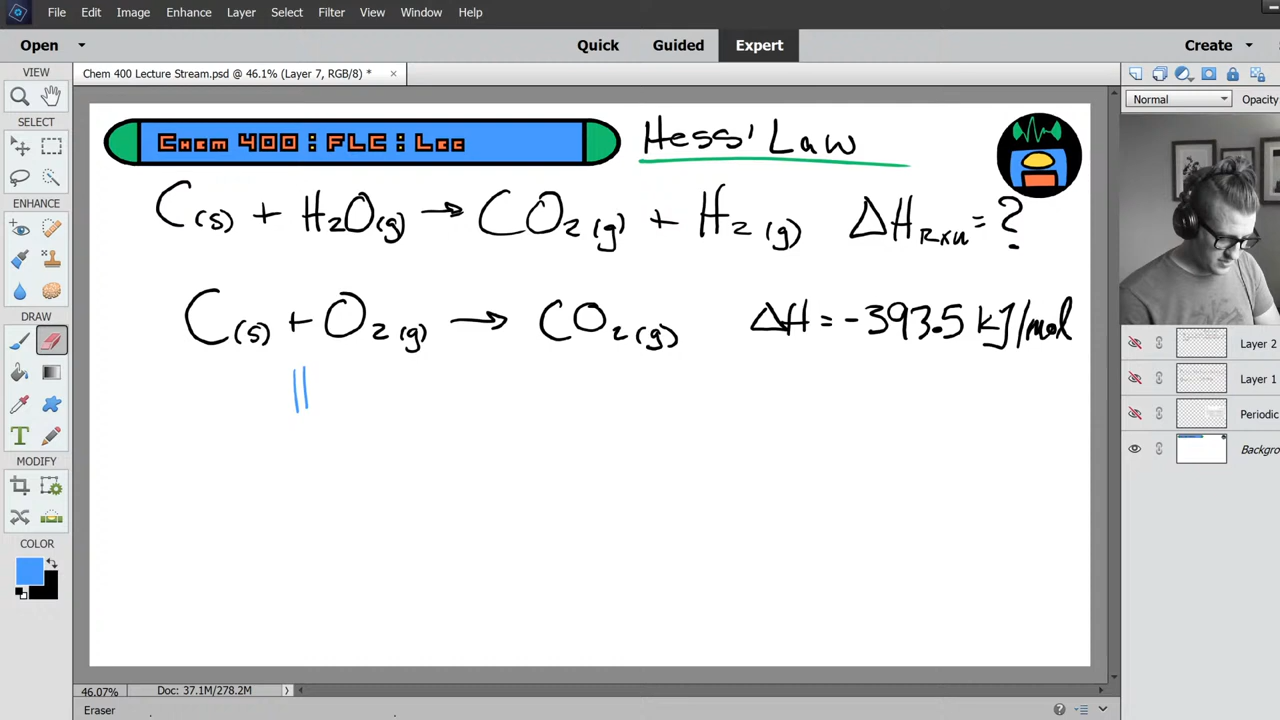 File Edit Image Enhance Layer Select Filter View Window Help
Open Quick Guided Expert Create
VIEW Chem 400 Lecture Stream.psd @ 46.1% (Layer 7, RGB/8) * ×
Normal Opacity
SELECT
ENHANCE
DRAW
T
MODIFY
COLOR
Chem 400 : FLC : Lec Hess' Law
C(s) + H₂O(g) → CO₂(g) + H₂(g) ΔH Rxn = ?
C(s) + O₂(g) → CO₂(g) ΔH = -393.5 kJ/mol
Layer 2
Layer 1
Periodic
Backgro
46.07% Doc: 37.1M/278.2M
Eraser